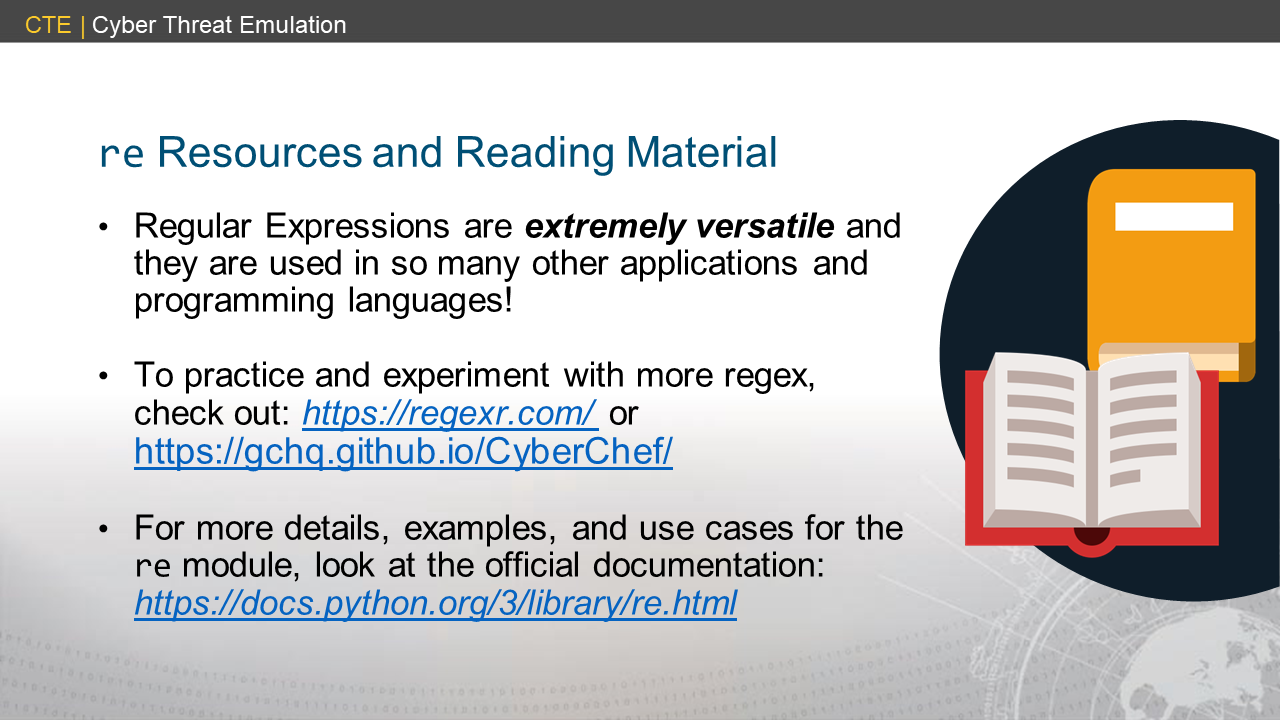 CTE | Cyber Threat Emulation
re Resources and Reading Material
• Regular Expressions are extremely versatile and
they are used in so many other applications and
programming languages!
• To practice and experiment with more regex,
check out: https://regexr.com/ or
https://gchq.github.io/CyberChef/
• For more details, examples, and use cases for the
re module, look at the official documentation:
https://docs.python.org/3/library/re.html